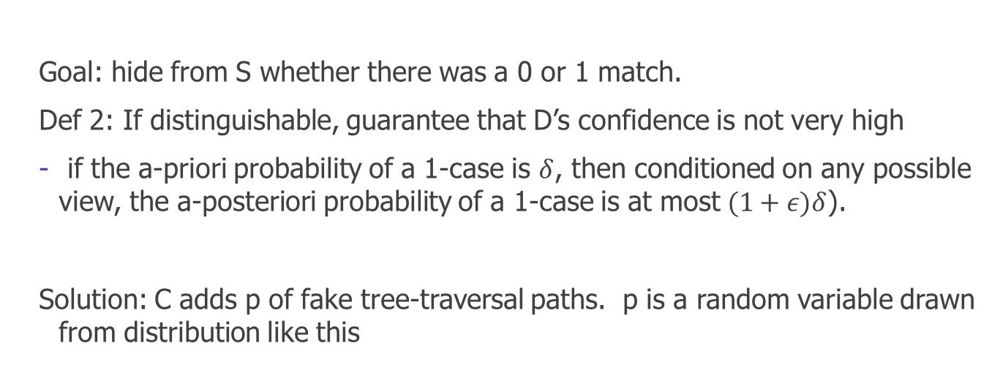 Goal: hide from S whether there was a 0 or 1 match.
Def 2: If distinguishable, guarantee that D’s confidence is not very high
- if the a-priori probability of a 1-case is 𝛿, then conditioned on any possible
view, the a-posteriori probability of a 1-case is at most (1 + 𝜖)𝛿).
Solution: C adds p of fake tree-traversal paths. p is a random variable drawn
from distribution like this